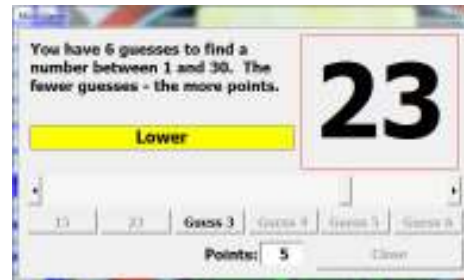 You have 6 guesses to find a
number between 1 and 30. The
fewer guesses - the more points.
23
Lower
23 Guess 3 Guess 4 Guess 5 Guess 6
Points: 5 Close